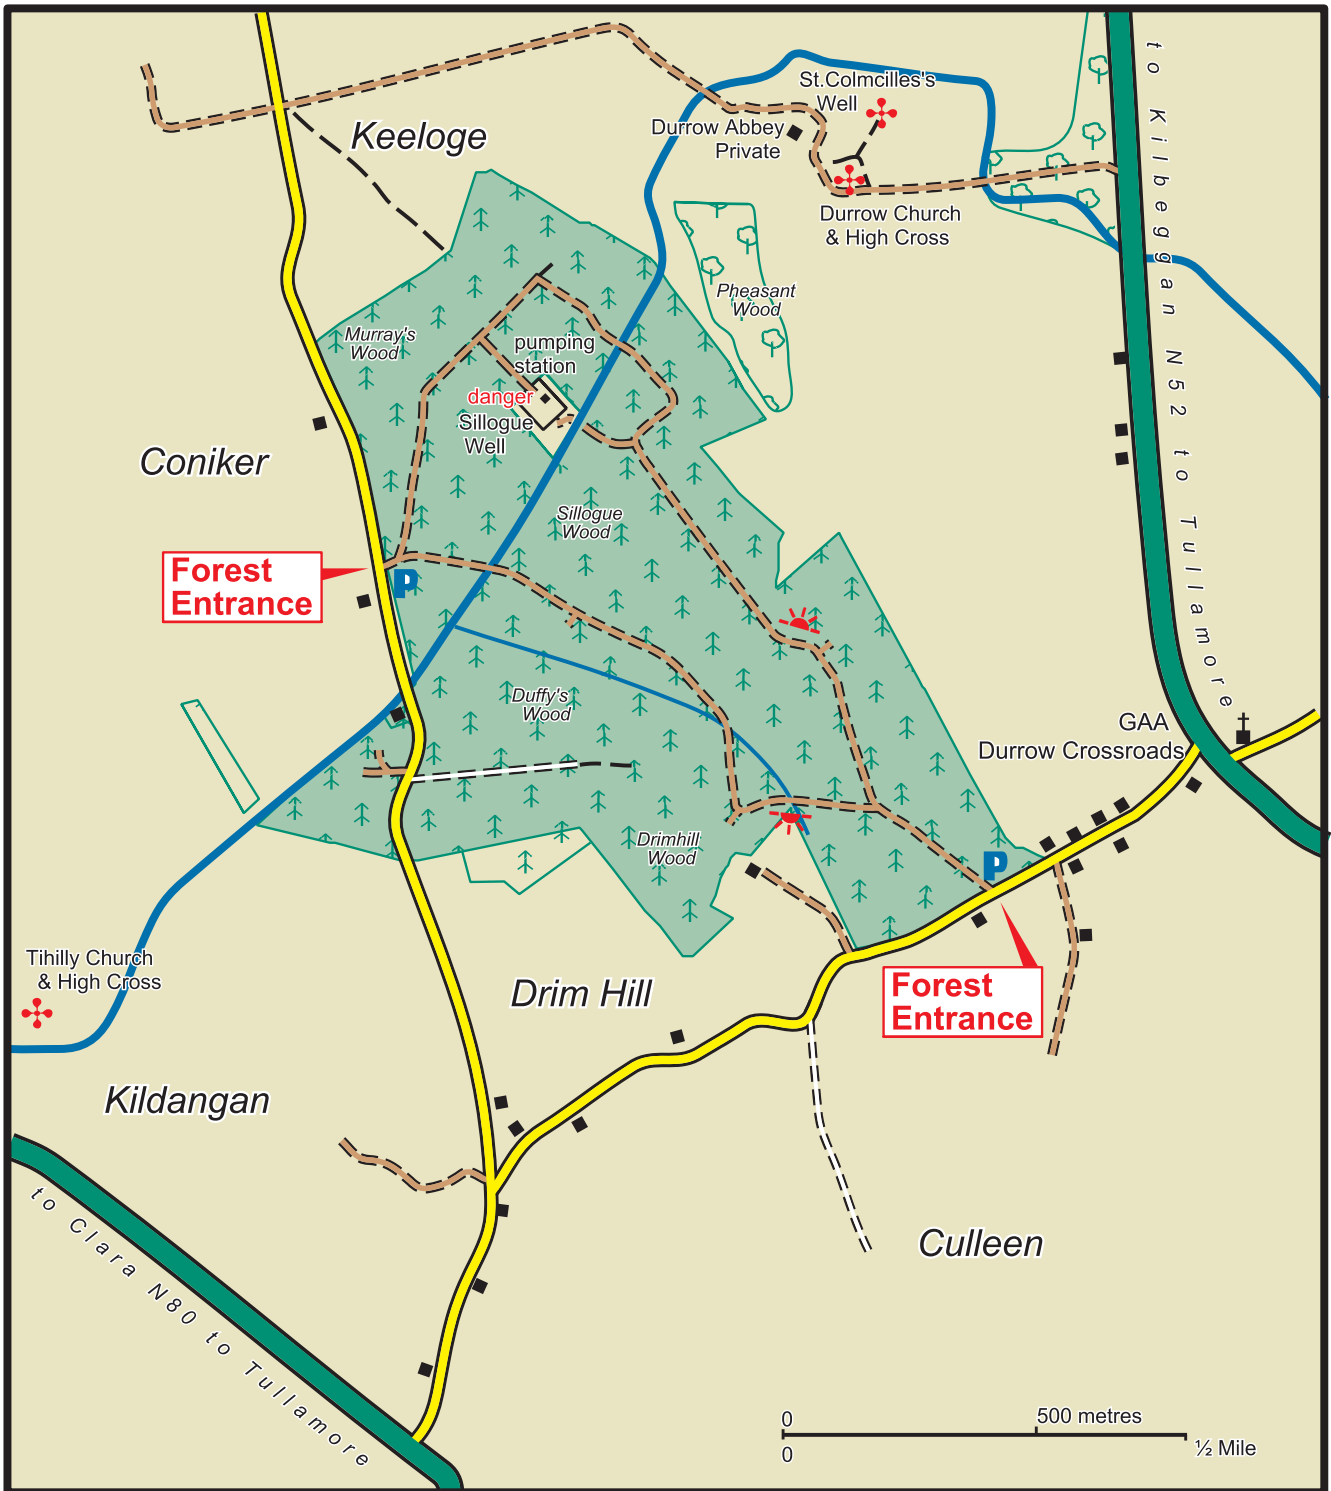 St.Colmcilles's
Well
Keeloge
Durrow Abbey
Private
to Kilbeggan N52 to Tullamore
Durrow Church
& High Cross
Pheasant
Wood
Murray's
Wood
pumping
station
danger
Sillogue
Well
Coniker
Sillogue
Wood
Forest
Entrance
P
Duffy's
Wood
GAA
Durrow Crossroads
Drimhill
Wood
P
Tihilly Church
& High Cross
Drim Hill
Forest
Entrance
Kildangan
to Clara N80 to Tullamore
Culleen
0
500 metres
0
½ Mile